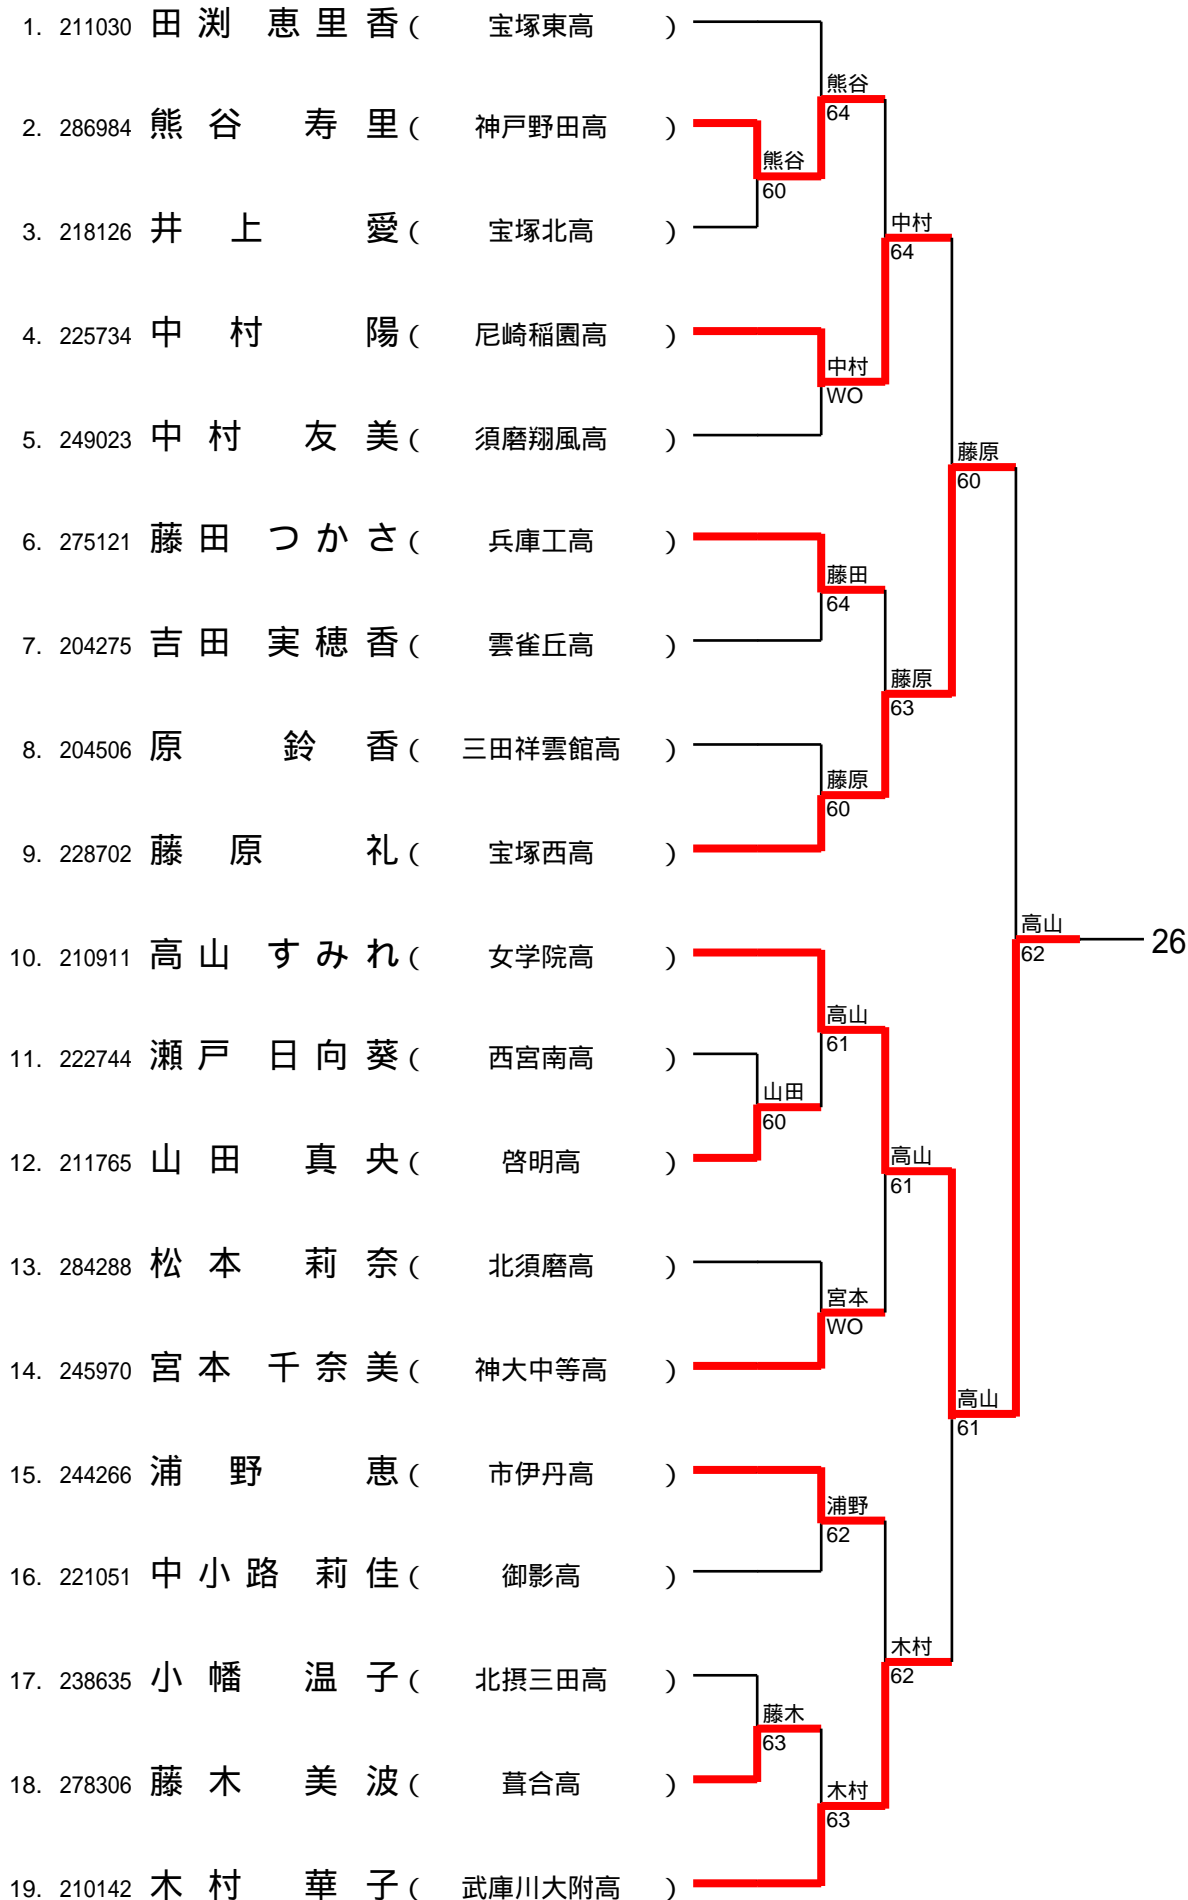 1. 211030 田渕 恵里香 ( 宝塚東高 )
熊谷
64
2. 286984 熊谷 寿里 ( 神戸野田高 )
熊谷
60
3. 218126 井上 愛 ( 宝塚北高 )
中村
64
4. 225734 中村 陽 ( 尼崎稲園高 )
中村
WO
5. 249023 中村 友美 ( 須磨翔風高 )
藤原
60
6. 275121 藤田 つかさ ( 兵庫工高 )
藤田
64
7. 204275 吉田 実穂香 ( 雲雀丘高 )
藤原
63
8. 204506 原 鈴香 ( 三田祥雲館高 )
藤原
60
9. 228702 藤原 礼 ( 宝塚西高 )
高山
62
26
10. 210911 高山 すみれ ( 女学院高 )
高山
61
11. 222744 瀬戸 日向葵 ( 西宮南高 )
山田
60
12. 211765 山田 真央 ( 啓明高 )
高山
61
13. 284288 松本 莉奈 ( 北須磨高 )
宮本
WO
14. 245970 宮本 千奈美 ( 神大中等高 )
高山
61
15. 244266 浦野 恵 ( 市伊丹高 )
浦野
62
16. 221051 中小路 莉佳 ( 御影高 )
木村
62
17. 238635 小幡 温子 ( 北摂三田高 )
藤木
63
18. 278306 藤木 美波 ( 葺合高 )
木村
63
19. 210142 木村 華子 ( 武庫川大附高 )